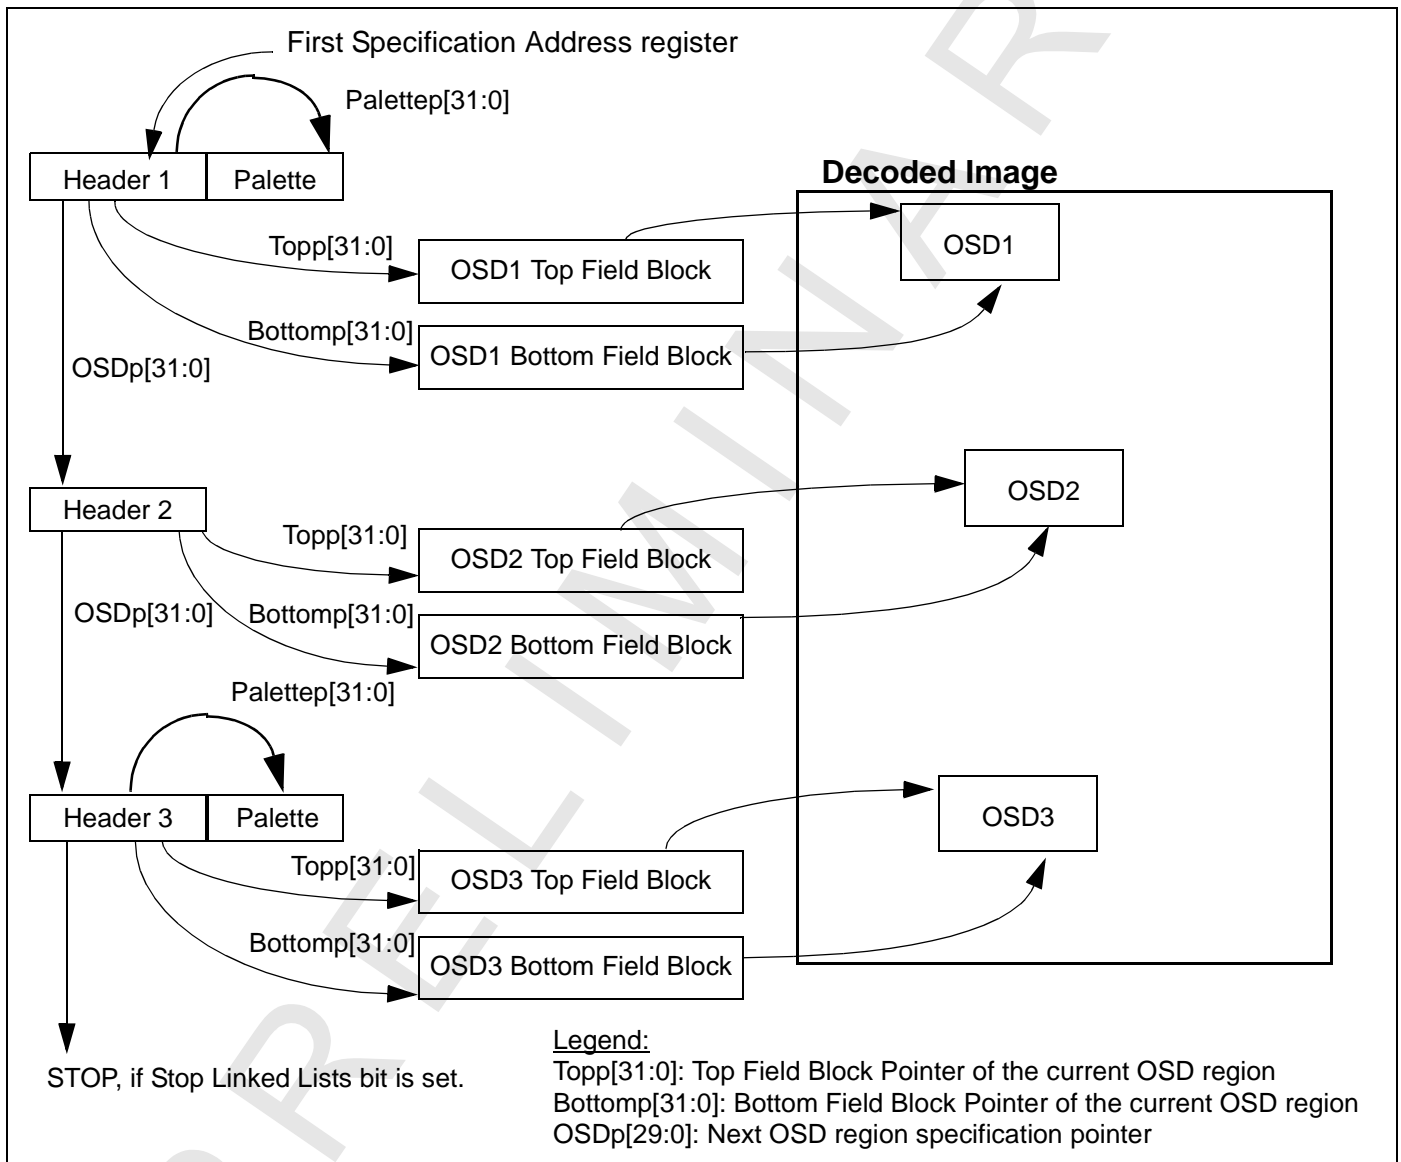 First Specification Address register
Palettep[31:0]
Header 1
Palette
Decoded Image
Topp[31:0]
OSD1 Top Field Block
OSD1
Bottomp[31:0]
OSD1 Bottom Field Block
OSDp[31:0]
Header 2
OSD2
Topp[31:0]
OSD2 Top Field Block
OSDp[31:0]
Bottomp[31:0]
OSD2 Bottom Field Block
Palettep[31:0]
Header 3
Palette
OSD3
Topp[31:0]
OSD3 Top Field Block
Bottomp[31:0]
OSD3 Bottom Field Block
STOP, if Stop Linked Lists bit is set.
Legend:
Topp[31:0]: Top Field Block Pointer of the current OSD region
Bottomp[31:0]: Bottom Field Block Pointer of the current OSD region
OSDp[29:0]: Next OSD region specification pointer
PRELIMINAR